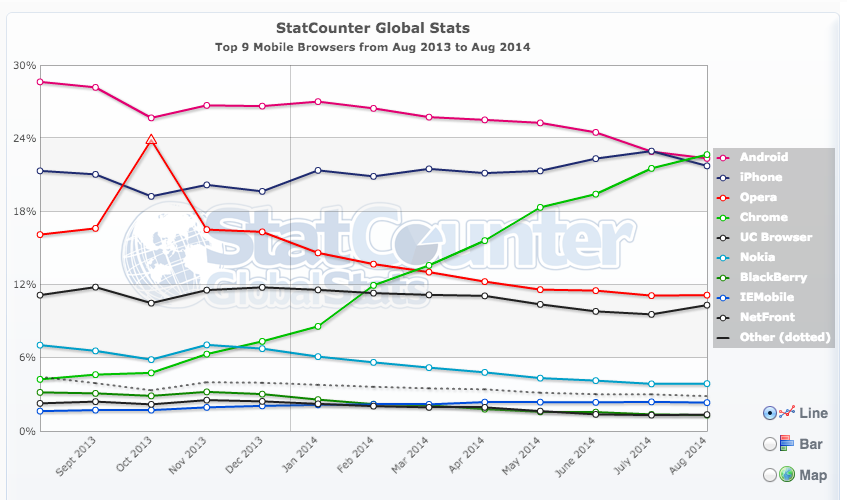 StatCounter Global Stats
Top 9 Mobile Browsers from Aug 2013 to Aug 2014
30%
24%
18%
12%
6%
0%
StatCounter
GlobalStats
Sept 2013
Oct 2013
Nov 2013
Dec 2013
Jan 2014
Feb 2014
Mar 2014
Apr 2014
May 2014
June 2014
July 2014
Aug 2014
Android
iPhone
Opera
Chrome
UC Browser
Nokia
BlackBerry
IEMobile
NetFront
Other (dotted)
Line
Bar
Map